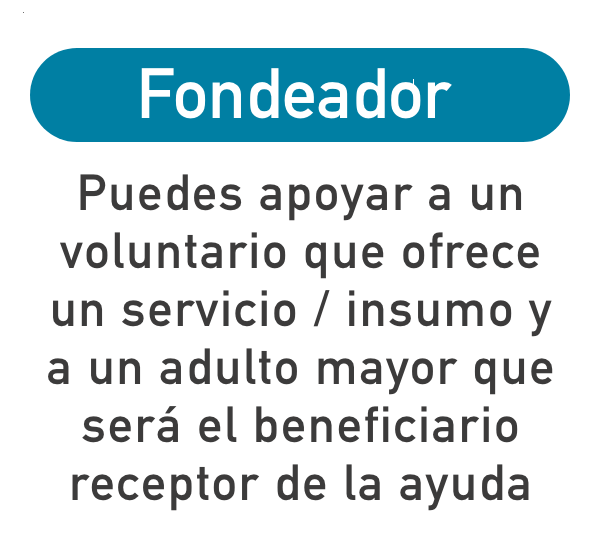 Fondeador
Puedes apoyar a un
voluntario que ofrece
un servicio / insumo y
a un adulto mayor que
será el beneficiario
receptor de la ayuda